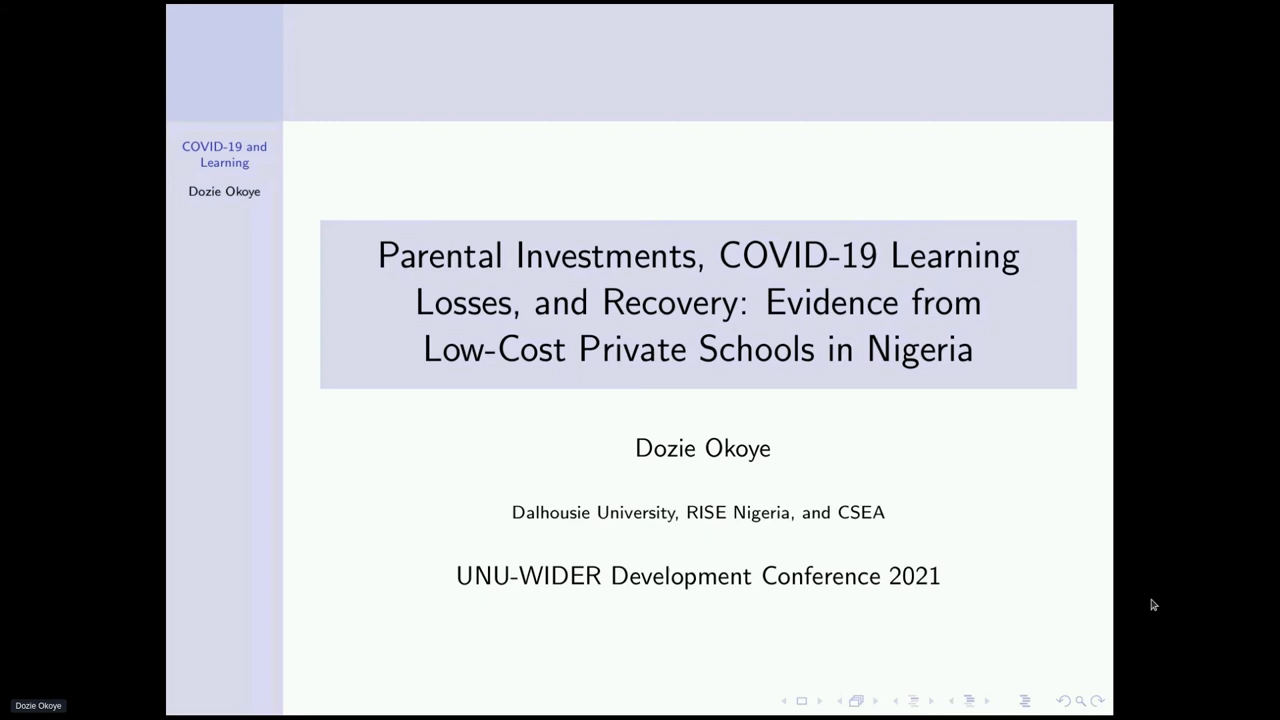 COVID-19 and
Learning
Dozie Okoye
Parental Investments, COVID-19 Learning
Losses, and Recovery: Evidence from
Low-Cost Private Schools in Nigeria
Dozie Okoye
Dalhousie University, RISE Nigeria, and CSEA
UNU-WIDER Development Conference 2021
Dozie Okoye